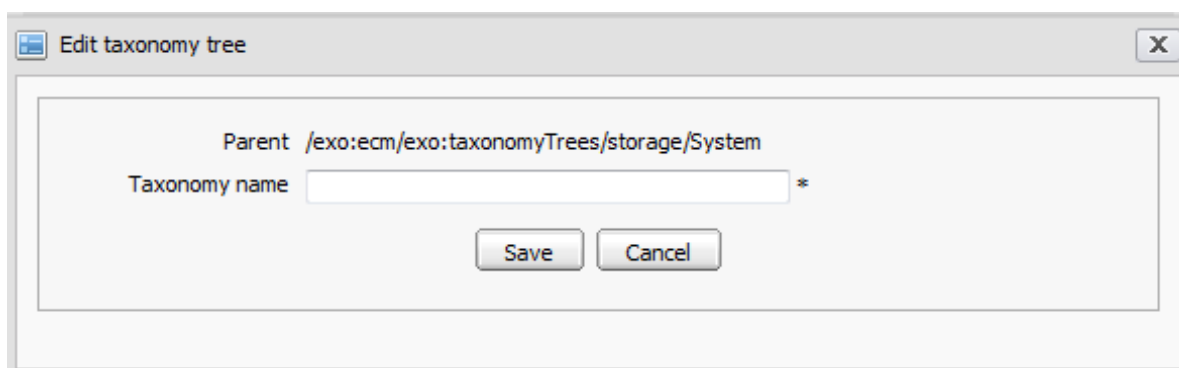 Edit taxonomy tree X
Parent /exo:ecm/exo:taxonomyTrees/storage/System
Taxonomy name *
Save Cancel